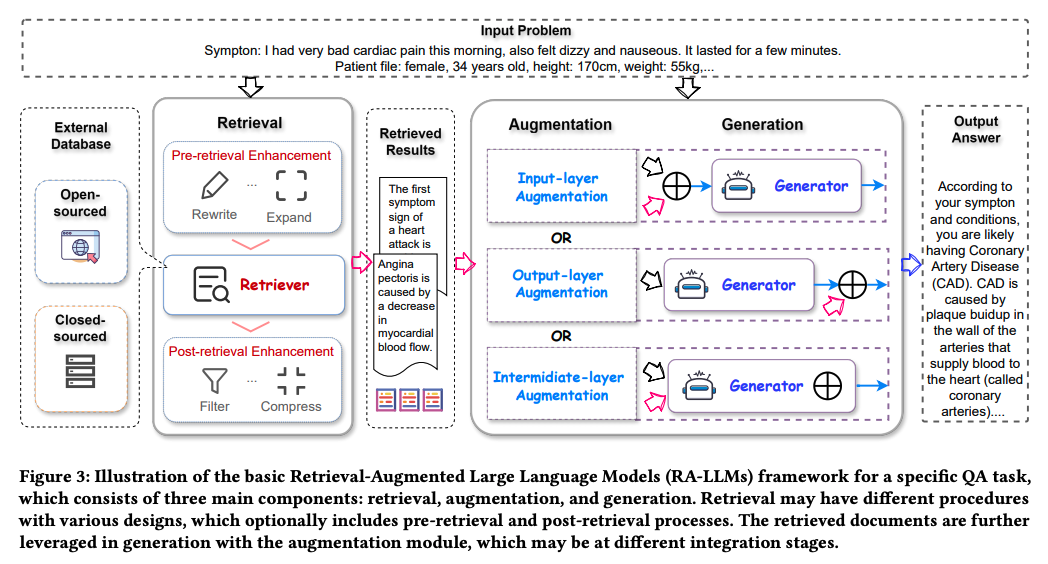 Input Problem
Sympton: I had very bad cardiac pain this morning, also felt dizzy and nauseous. It lasted for a few minutes.
Patient file: female, 34 years old, height: 170cm, weight: 55kg,...
External
Database
Open-
sourced
Closed-
sourced
Retrieval
Pre-retrieval Enhancement
...
Rewrite
Expand
Retriever
Post-retrieval Enhancement
...
Filter
Compress
Retrieved
Results
The first
symptom
sign of
a heart
attack is
Angina
pectoris is
caused by
a decrease
in
myocardial
blood flow.
Augmentation
Generation
Input-layer
Augmentation
Generator
OR
Output-layer
Augmentation
Generator
OR
Intermidiate-layer
Augmentation
Generator
Output
Answer
According to
your sympton
and conditions,
you are likely
having Coronary
Artery Disease
(CAD). CAD is
caused by
plaque buidup in
the wall of the
arteries that
supply blood to
the heart (called
coronary
arteries)....
Figure 3: Illustration of the basic Retrieval-Augmented Large Language Models (RA-LLMs) framework for a specific QA task,
which consists of three main components: retrieval, augmentation, and generation. Retrieval may have different procedures
with various designs, which optionally includes pre-retrieval and post-retrieval processes. The retrieved documents are further
leveraged in generation with the augmentation module, which may be at different integration stages.